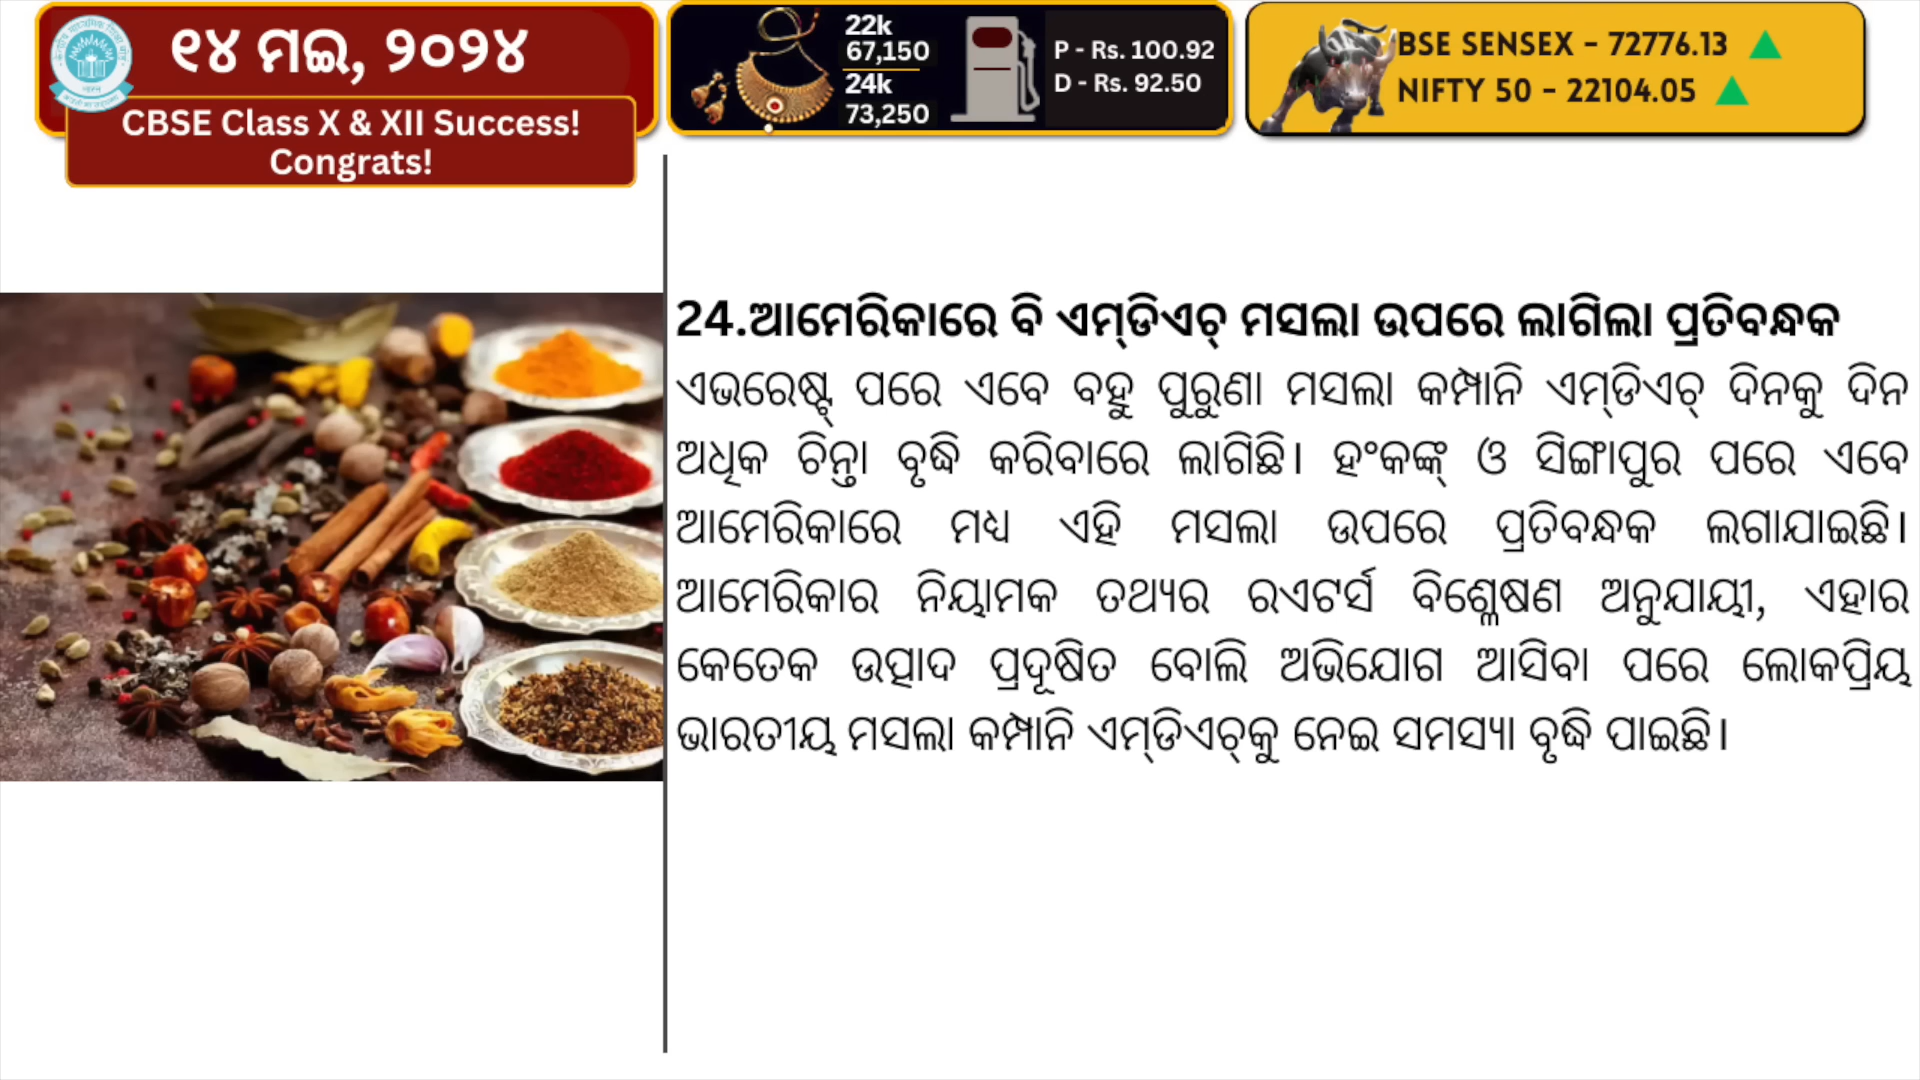 ୧୪ ମଇ, ୨୦୨୪
CBSE Class X & XII Success!
Congrats!
22k
67,150
24k
73,250
P - Rs. 100.92
D - Rs. 92.50
BSE SENSEX - 72776.13
NIFTY 50 - 22104.05
24.ଆମେରିକାରେ ବି ଏମ୍‌ଡିଏଚ୍ ମସଲା ଉପରେ ଲାଗିଲା ପ୍ରତିବନ୍ଧକ
ଏଭରେଷ୍ଟ୍ ପରେ ଏବେ ବହୁ ପୁରୁଣା ମସଲା କମ୍ପାନି ଏମ୍‌ଡିଏଚ୍ ଦିନକୁ ଦିନ
ଅଧିକ ଚିନ୍ତା ବୃଦ୍ଧି କରିବାରେ ଲାଗିଛି। ହଂକଙ୍କ୍ ଓ ସିଙ୍ଗାପୁର ପରେ ଏବେ
ଆମେରିକାରେ ମଧ୍ୟ ଏହି ମସଲା ଉପରେ ପ୍ରତିବନ୍ଧକ ଲଗାଯାଇଛି।
ଆମେରିକାର ନିୟାମକ ତଥ୍ୟର ରଏଟର୍ସ ବିଶ୍ଳେଷଣ ଅନୁଯାୟୀ, ଏହାର
କେତେକ ଉତ୍ପାଦ ପ୍ରଦୂଷିତ ବୋଲି ଅଭିଯୋଗ ଆସିବା ପରେ ଲୋକପ୍ରିୟ
ଭାରତୀୟ ମସଲା କମ୍ପାନି ଏମ୍‌ଡିଏଚ୍‌କୁ ନେଇ ସମସ୍ୟା ବୃଦ୍ଧି ପାଇଛି।